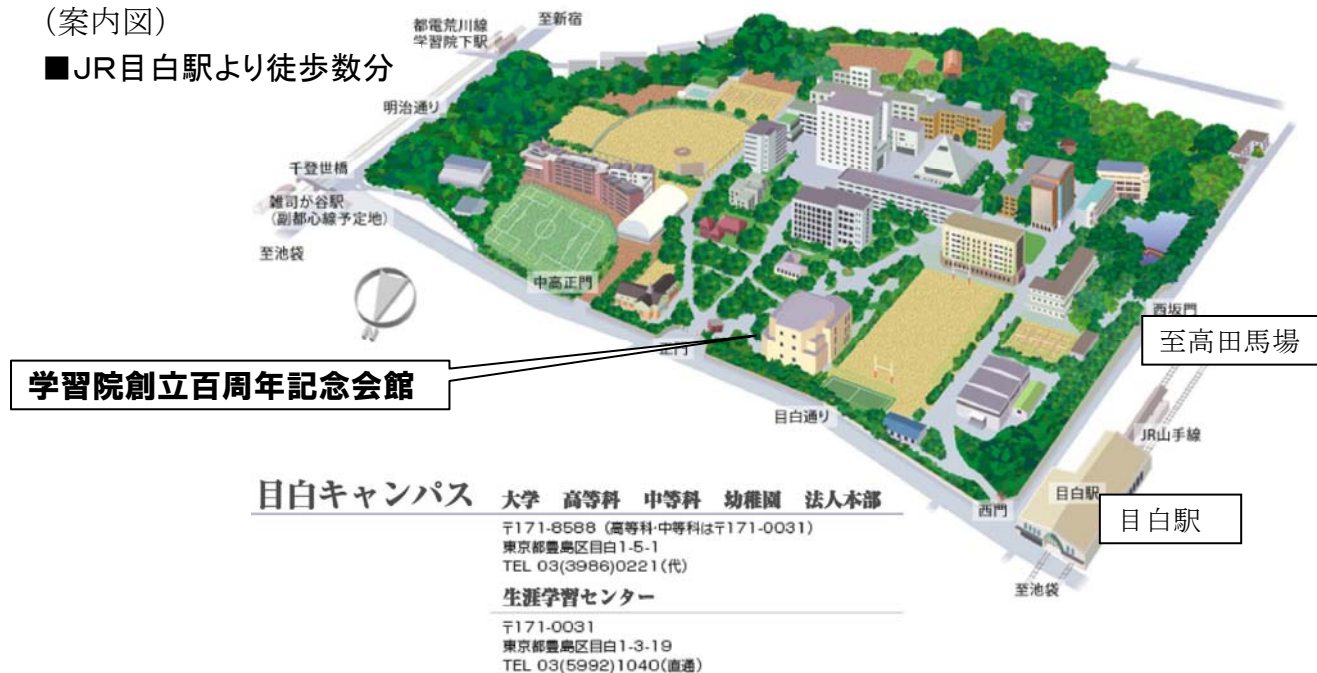 (案内図)
■JR目白駅より徒歩数分
都電荒川線
学習院下駅
至新宿
明治通り
千登世橋
雑司が谷駅
(副都心線予定地)
至池袋
中高正門
正門
学習院創立百周年記念会館
目白通り
西坂門
至高田馬場
JR山手線
目白駅
目白駅
西門
至池袋
目白キャンパス 大学 高等科 中等科 幼稚園 法人本部
〒171-8588 (高等科・中等科は〒171-0031)
東京都豊島区目白1-5-1
TEL 03(3986)0221(代)
生涯学習センター
〒171-0031
東京都豊島区目白1-3-19
TEL 03(5992)1040(直通)